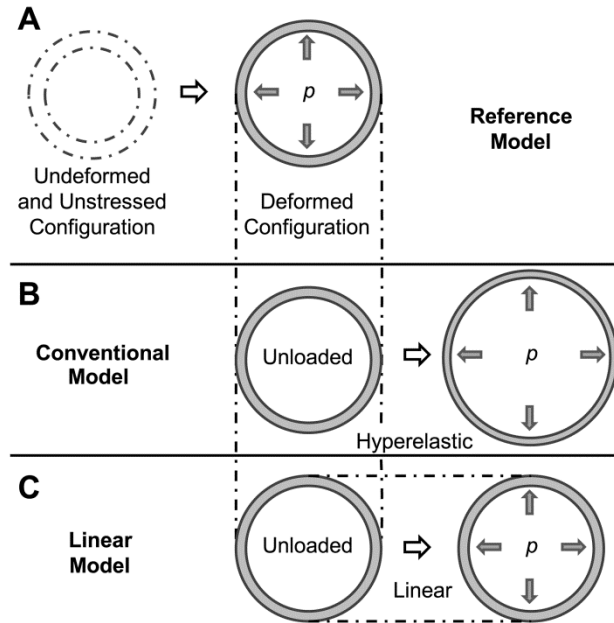 A
p
Reference
Model
Undeformed
and Unstressed
Configuration
Deformed
Configuration
B
Conventional
Model
Unloaded
p
Hyperelastic
C
Linear
Model
Unloaded
p
Linear